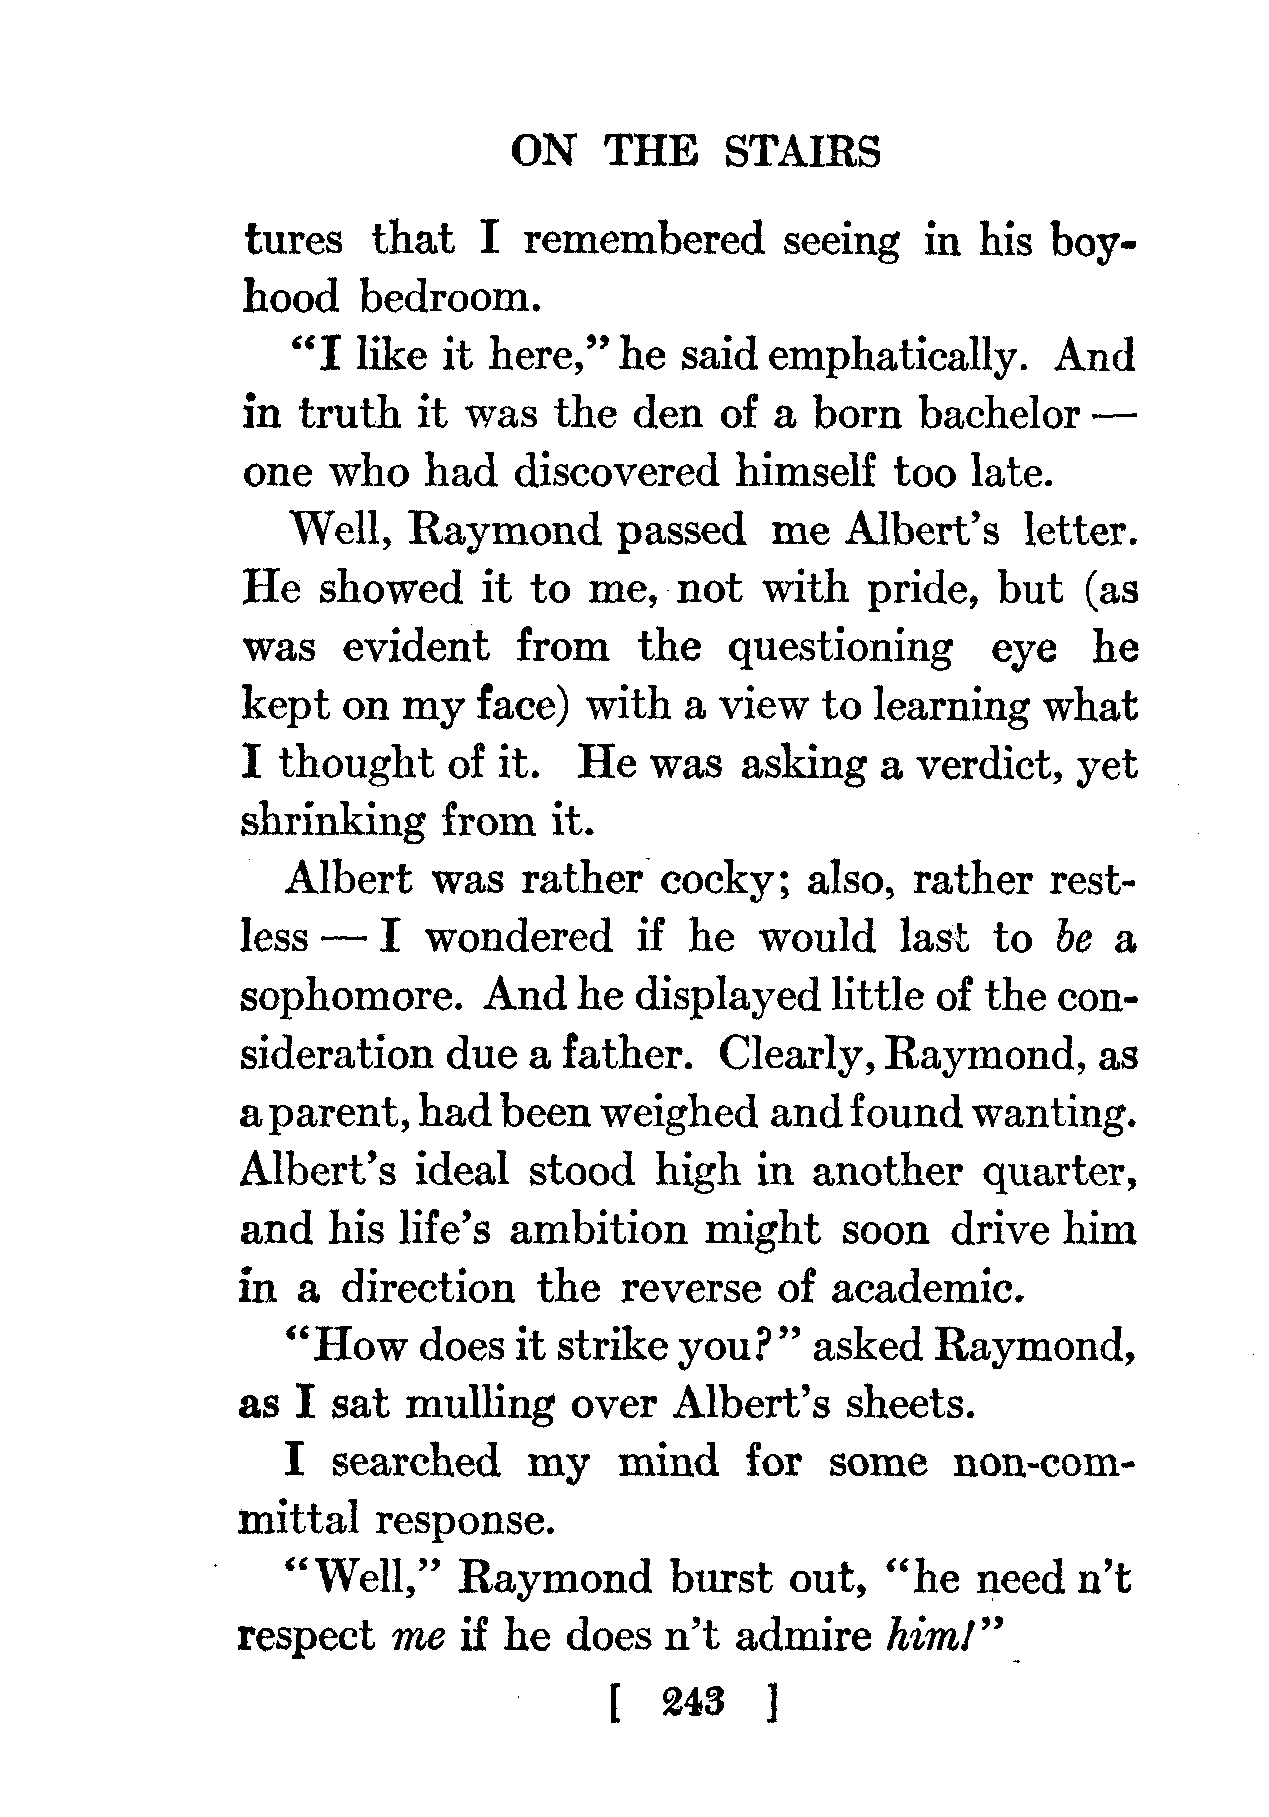 ON THE STAIRS
tures that I remembered seeing in his boy-
hood bedroom.
“I like it here,” he said emphatically. And
in truth it was the den of a born bachelor —
one who had discovered himself too late.
Well, Raymond passed me Albert’s letter.
He showed it to me, not with pride, but (as
was evident from the questioning eye he
kept on my face) with a view to learning what
I thought of it. He was asking a verdict, yet
shrinking from it.
Albert was rather cocky; also, rather rest-
less — I wondered if he would last to be a
sophomore. And he displayed little of the con-
sideration due a father. Clearly, Raymond, as
a parent, had been weighed and found wanting.
Albert’s ideal stood high in another quarter,
and his life’s ambition might soon drive him
in a direction the reverse of academic.
“How does it strike you?” asked Raymond,
as I sat mulling over Albert’s sheets.
I searched my mind for some non-com-
mittal response.
“Well,” Raymond burst out, “he need n’t
respect me if he does n’t admire him!”
[ 243 ]